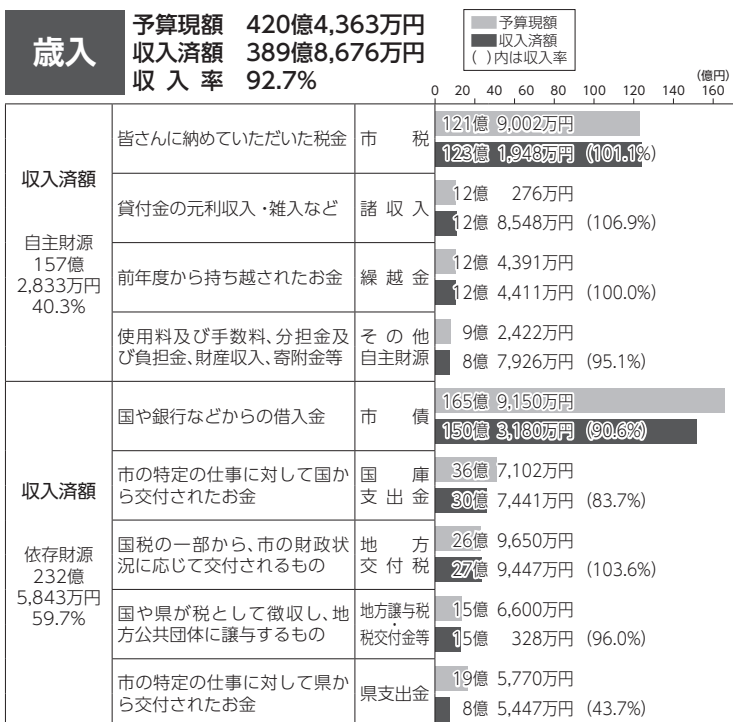 歳入
予算現額 420億4,363万円
収入済額 389億8,676万円
収入率 92.7%
予算現額
収入済額
( )内は収入率
(億円)
0 20 40 60 80 100 120 140 160
収入済額
自主財源
157億
2,833万円
40.3%
皆さんに納めていただいた税金
市税
121億 9,002万円
123億 1,948万円 (101.1%)
貸付金の元利収入・雑入など
諸収入
12億 276万円
12億 8,548万円 (106.9%)
前年度から持ち越されたお金
繰越金
12億 4,391万円
12億 4,411万円 (100.0%)
使用料及び手数料、分担金及
び負担金、財産収入、寄附金等
その他
自主財源
9億 2,422万円
8億 7,926万円 (95.1%)
収入済額
依存財源
232億
5,843万円
59.7%
国や銀行などからの借入金
市債
165億 9,150万円
150億 3,180万円 (90.6%)
市の特定の仕事に対して国か
ら交付されたお金
国庫
支出金
36億 7,102万円
30億 7,441万円 (83.7%)
国税の一部から、市の財政状
況に応じて交付されるもの
地方
交付税
26億 9,650万円
27億 9,447万円 (103.6%)
国や県が税として徴収し、地
方公共団体に譲与するもの
地方譲与税
・
税交付金等
15億 6,600万円
15億 328万円 (96.0%)
市の特定の仕事に対して県か
ら交付されたお金
県支出金
19億 5,770万円
8億 5,447万円 (43.7%)